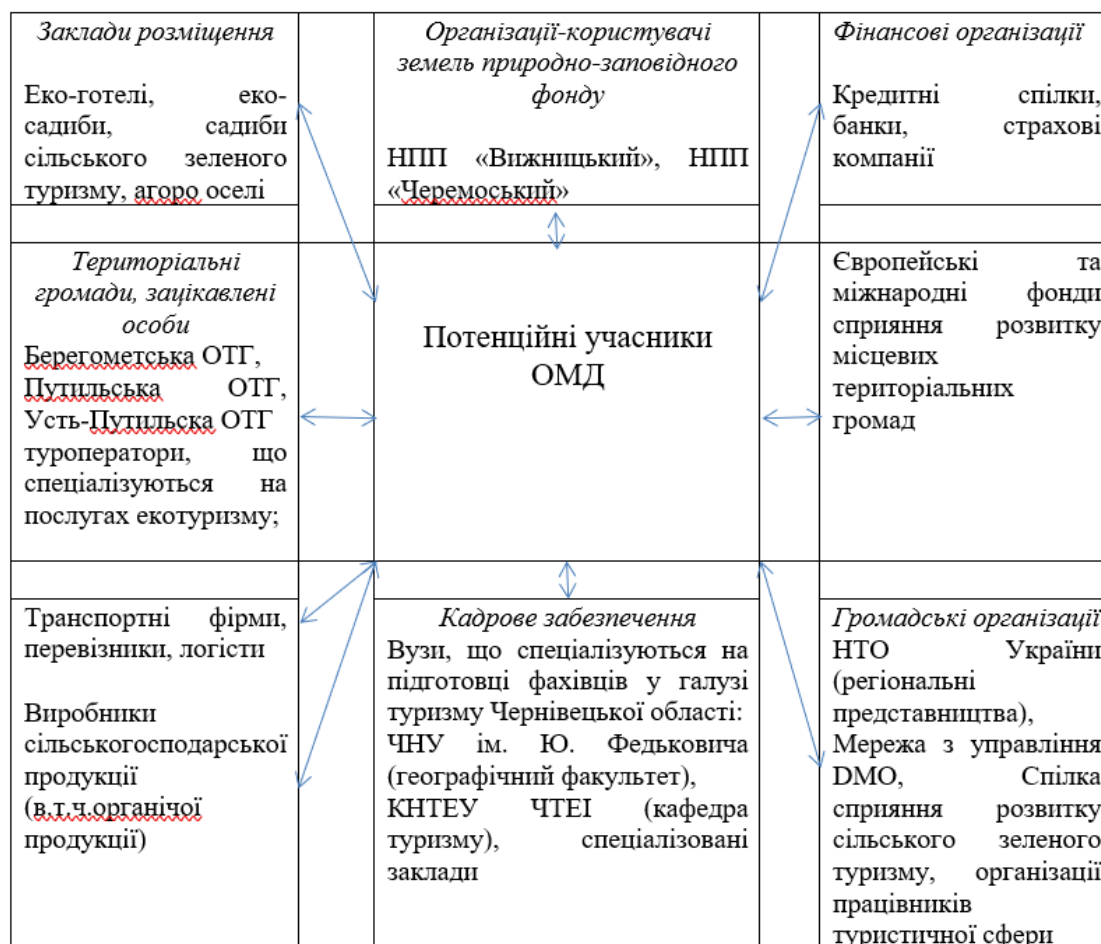 Заклади розміщення
Еко-готелі, еко-
садиби, садиби
сільського зеленого
туризму, агоро оселі
Організації-користувачі
земель природно-заповідного
фонду
НПП «Вижницький», НПП
«Черемоський»
Фінансові організації
Кредитні спілки,
банки, страхові
компанії
Територіальні
громади, зацікавлені
особи
Берегометська ОТГ,
Путильська ОТГ,
Усть-Путильска ОТГ
туроператори, що
спеціалізуються на
послугах екотуризму;
Потенційні учасники
ОМД
Європейські та
міжнародні фонди
сприяння розвитку
місцевих
територіальних
громад
Транспортні фірми,
перевізники, логісти
Виробники
сільськогосподарської
продукції
(в.т.ч.органічої
продукції)
Кадрове забезпечення
Вузи, що спеціалізуються на
підготовці фахівців у галузі
туризму Чернівецької області:
ЧНУ ім. Ю. Федьковича
(географічний факультет),
КНТЕУ ЧТЕІ (кафедра
туризму), спеціалізовані
заклади
Громадські організації
НТО України
(регіональні
представництва),
Мережа з управління
DMO, Спілка
сприяння розвитку
сільського зеленого
туризму, організації
працівників
туристичної сфери